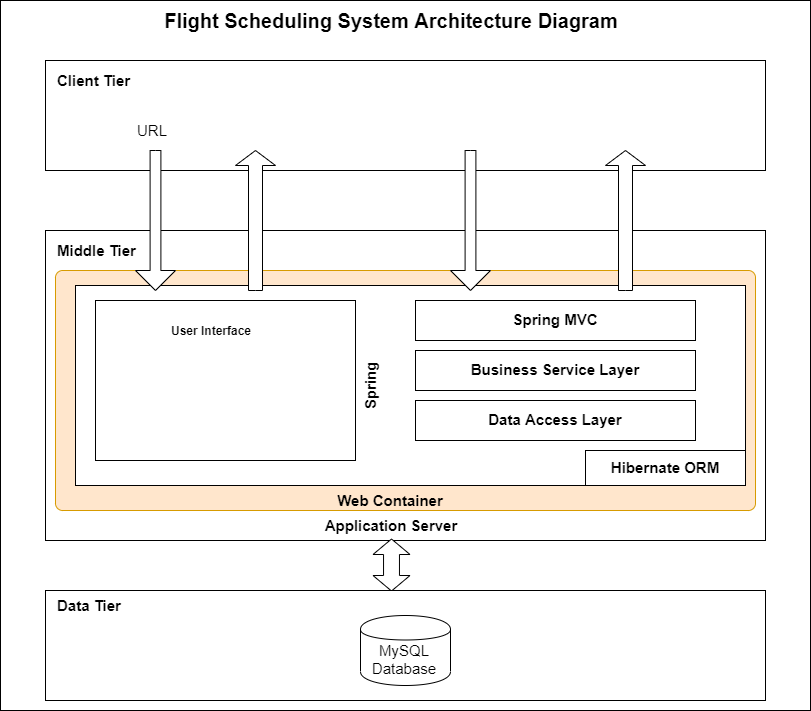 Flight Scheduling System Architecture Diagram
Client Tier
URL
Middle Tier
User Interface
Spring
Spring MVC
Business Service Layer
Data Access Layer
Hibernate ORM
Web Container
Application Server
Data Tier
MySQL
Database